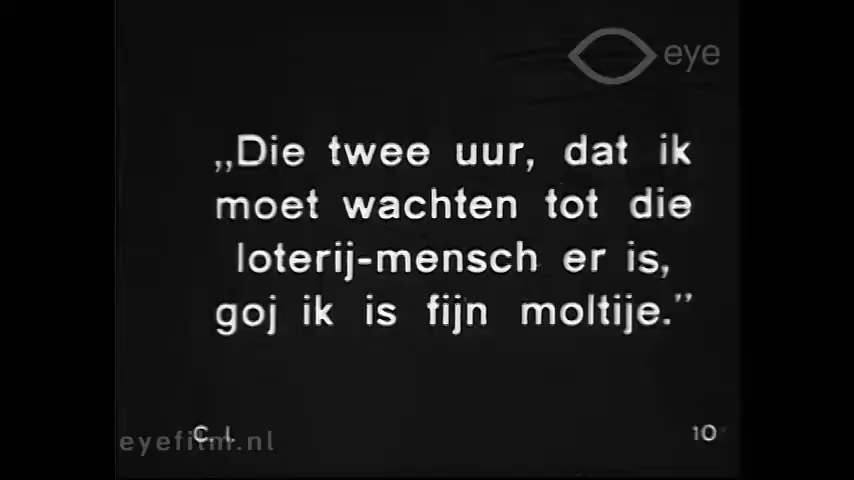 eye
„Die twee uur, dat ik
moet wachten tot die
loterij-mensch er is,
goj ik is fijn moltije.”
C. I.
eyefilm.nl
10